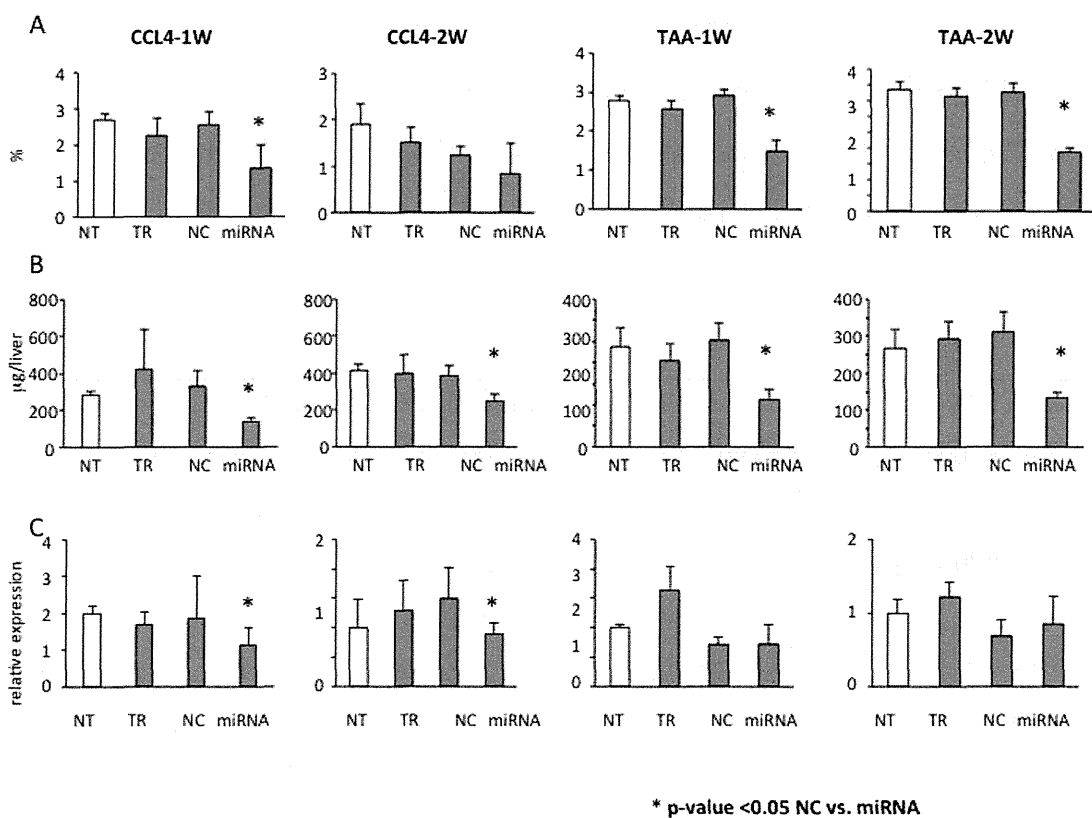 A
CCL4-1W CCL4-2W TAA-1W TAA-2W
%
4 3 2 1 0
NT TR NC miRNA
*
3 2 1 0
NT TR NC miRNA
4 3 2 1 0
NT TR NC miRNA
*
4 3 2 1 0
NT TR NC miRNA
*
B
µg/liver
800 600 400 200 0
NT TR NC miRNA
*
800 600 400 200 0
NT TR NC miRNA
*
400 300 200 100 0
NT TR NC miRNA
*
400 300 200 100 0
NT TR NC miRNA
*
C
relative expression
4 3 2 1 0
NT TR NC miRNA
*
2 1 0
NT TR NC miRNA
*
4 3 2 1 0
NT TR NC miRNA
2 1 0
NT TR NC miRNA
* p-value <0.05 NC vs. miRNA